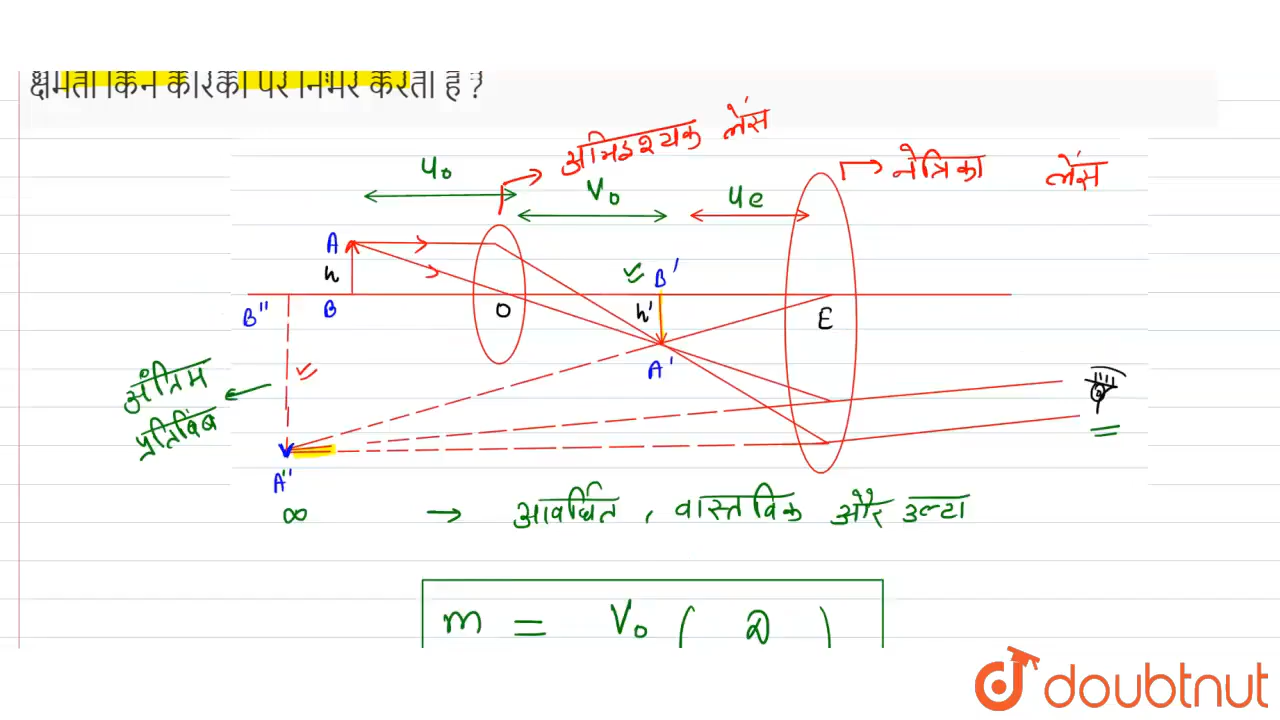 क्षमता किन कारकों पर निर्भर करती है ?
अभिदृश्यक लेंस
नेत्रिका लेंस
u₀
v₀
ue
A
h
B
B"
O
B'
h'
A'
E
अंतिम
प्रतिबिंब
A"
∞ → आवर्धित , वास्तविक और उल्टा
m = V₀ ( D )
doubtnut